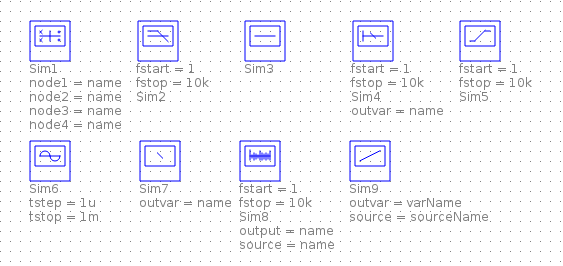 Sim1
node1 = name
node2 = name
node3 = name
node4 = name
fstart = 1
fstop = 10k
Sim2
Sim3
fstart = 1
fstop = 10k
Sim4
outvar = name
fstart = 1
fstop = 10k
Sim5
Sim6
tstep = 1u
tstop = 1m
Sim7
outvar = name
fstart = 1
fstop = 10k
Sim8
output = name
source = name
Sim9
outvar = varName
source = sourceName